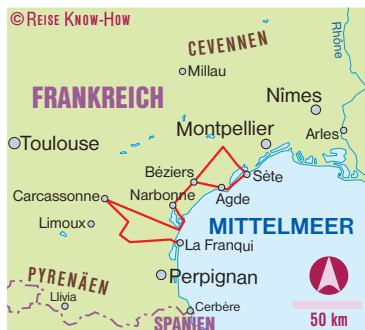 © REISE KNOW-HOW
CEVENNEN
Rhône
Millau
FRANKREICH
Nîmes
Montpellier
Arles
Toulouse
Béziers
Sète
Carcassonne
Narbonne
Agde
Limoux
MITTELMEER
La Franqui
PYRENÄEN
Perpignan
Llívia
Cerbère
SPANIEN
50 km